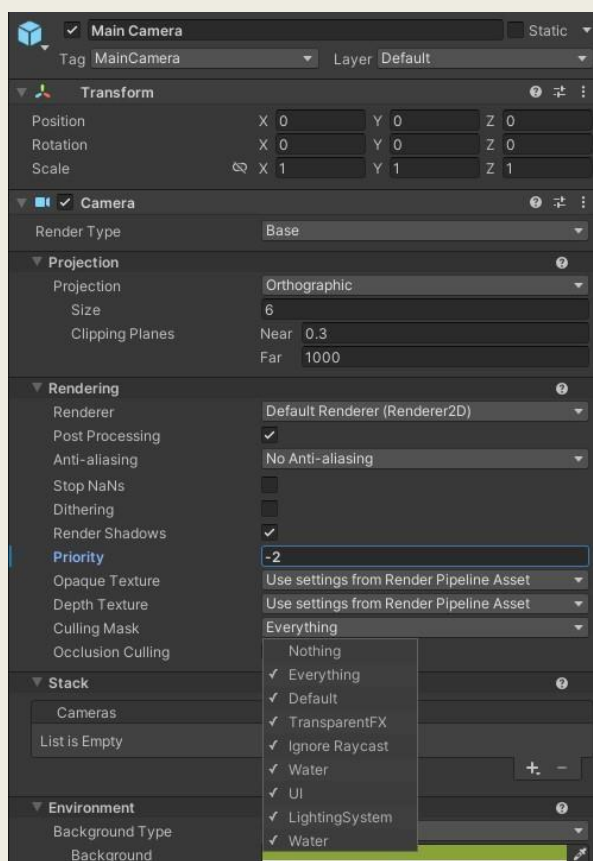 Main Camera Static
Tag MainCamera Layer Default
Transform
Position X 0 Y 0 Z 0
Rotation X 0 Y 0 Z 0
Scale X 1 Y 1 Z 1
Camera
Render Type Base
Projection
Projection Orthographic
Size 6
Clipping Planes Near 0.3
Far 1000
Rendering
Renderer Default Renderer (Renderer2D)
Post Processing
Anti-aliasing No Anti-aliasing
Stop NaNs
Dithering
Render Shadows
Priority -2
Opaque Texture Use settings from Render Pipeline Asset
Depth Texture Use settings from Render Pipeline Asset
Culling Mask Everything
Occlusion Culling
Nothing
Everything
Default
TransparentFX
Ignore Raycast
Water
UI
LightingSystem
Water
Stack
Cameras
List is Empty
Environment
Background Type
Background